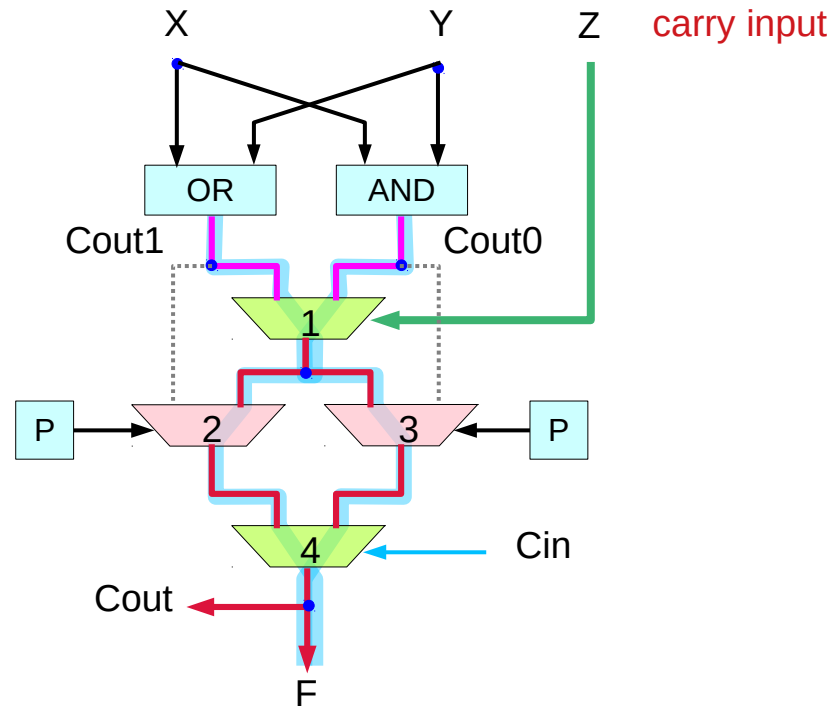 X Y Z carry input
OR AND
Cout1 Cout0
1
P 2 3 P
4 Cin
Cout
F